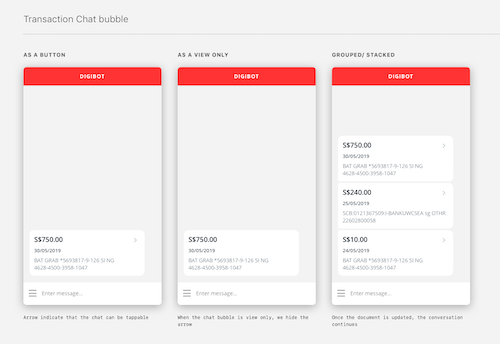 Transaction Chat bubble
AS A BUTTON
DIGIBOT
S$750.00
30/05/2019
BAT GRAB *5693817-9-126 SI NG
4628-4500-3958-1047
Enter message...
Arrow indicate that the chat can be tappable
AS A VIEW ONLY
DIGIBOT
S$750.00
30/05/2019
BAT GRAB *5693817-9-126 SI NG
4628-4500-3958-1047
Enter message...
When the chat bubble is view only, we hide the
arrow
GROUPED/ STACKED
DIGIBOT
S$750.00
30/05/2019
BAT GRAB *5693817-9-126 SI NG
4628-4500-3958-1047
S$240.00
25/05/2019
sg OTHR
22602800058
S$10.00
24/05/2019
BAT GRAB *5693817-9-126 SI NG
4628-4500-3958-1047
Enter message...
Once the document is updated, the conversation
continues